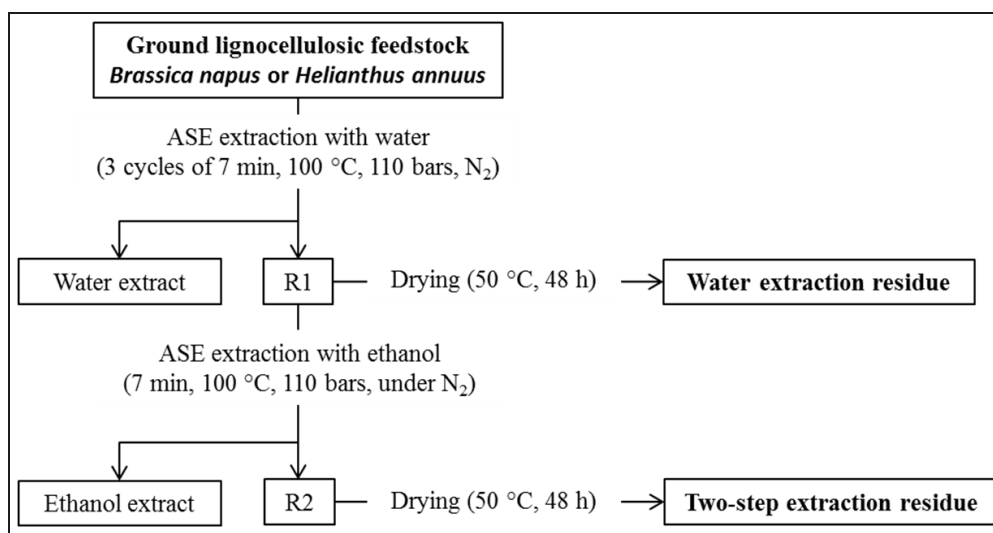 Ground lignocellulosic feedstock
Brassica napus or Helianthus annuus
ASE extraction with water
(3 cycles of 7 min, 100 °C, 110 bars, N₂)
Water extract
R1
Drying (50 °C, 48 h)
Water extraction residue
ASE extraction with ethanol
(7 min, 100 °C, 110 bars, under N₂)
Ethanol extract
R2
Drying (50 °C, 48 h)
Two-step extraction residue